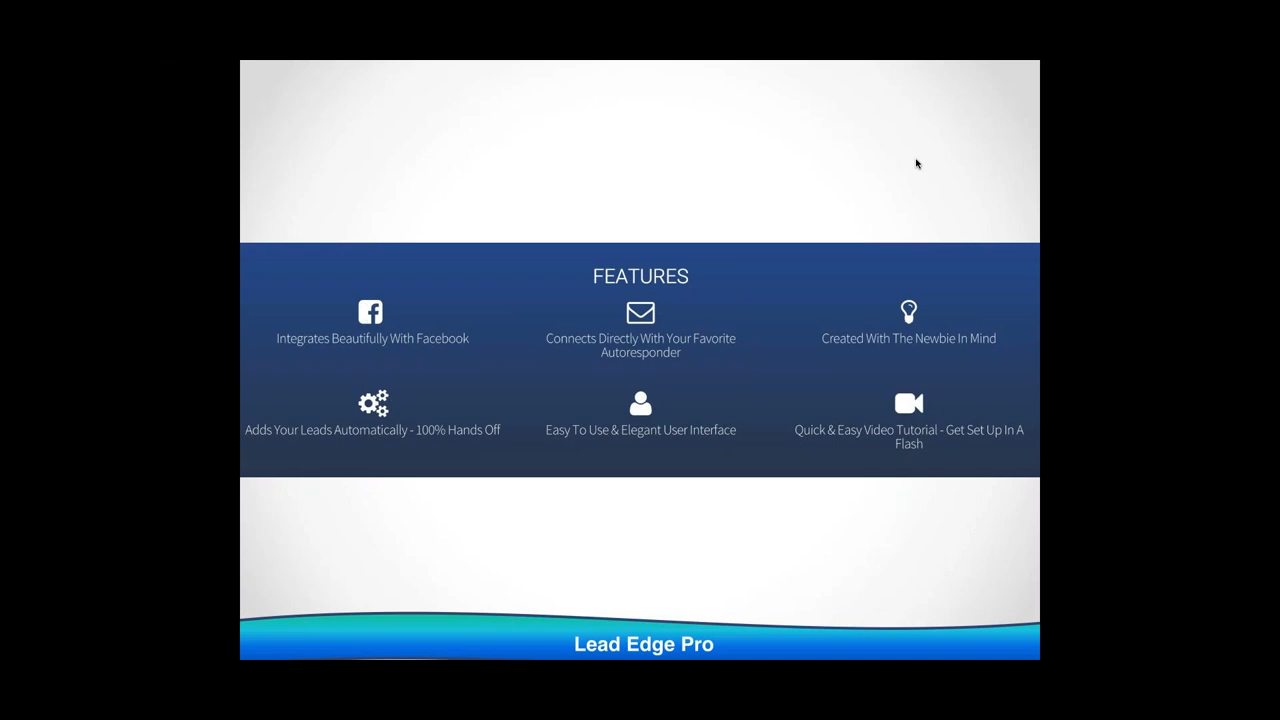 FEATURES
Integrates Beautifully With Facebook
Connects Directly With Your Favorite
Autoresponder
Created With The Newbie In Mind
Adds Your Leads Automatically - 100% Hands Off
Easy To Use & Elegant User Interface
Quick & Easy Video Tutorial - Get Set Up In A
Flash
Lead Edge Pro